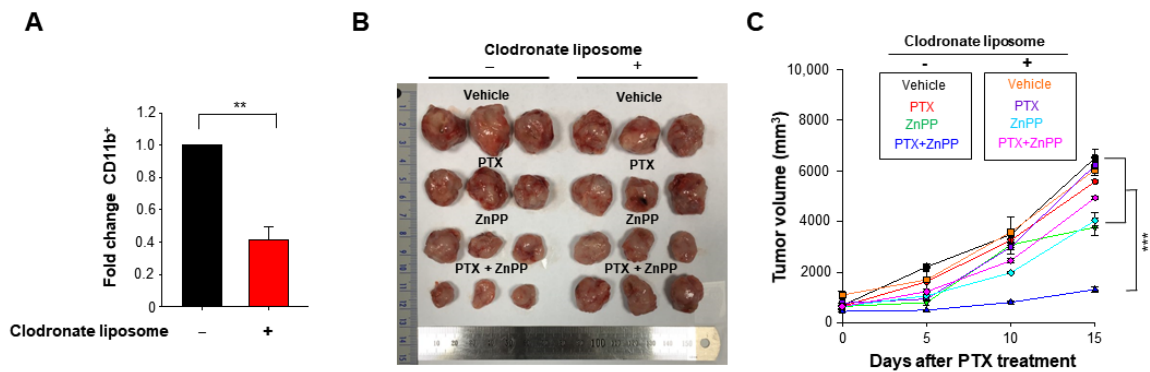 A
**
Fold change CD11b+
1.2
1.0
0.8
0.6
0.4
0.2
0
Clodronate liposome
–
+
B
Clodronate liposome
–
+
Vehicle
Vehicle
PTX
PTX
ZnPP
ZnPP
PTX + ZnPP
PTX + ZnPP
C
Clodronate liposome
-
+
Vehicle
PTX
ZnPP
PTX+ZnPP
Vehicle
PTX
ZnPP
PTX+ZnPP
Tumor volume (mm³)
10,000
8000
6000
4000
2000
0
0
5
10
15
***
Days after PTX treatment